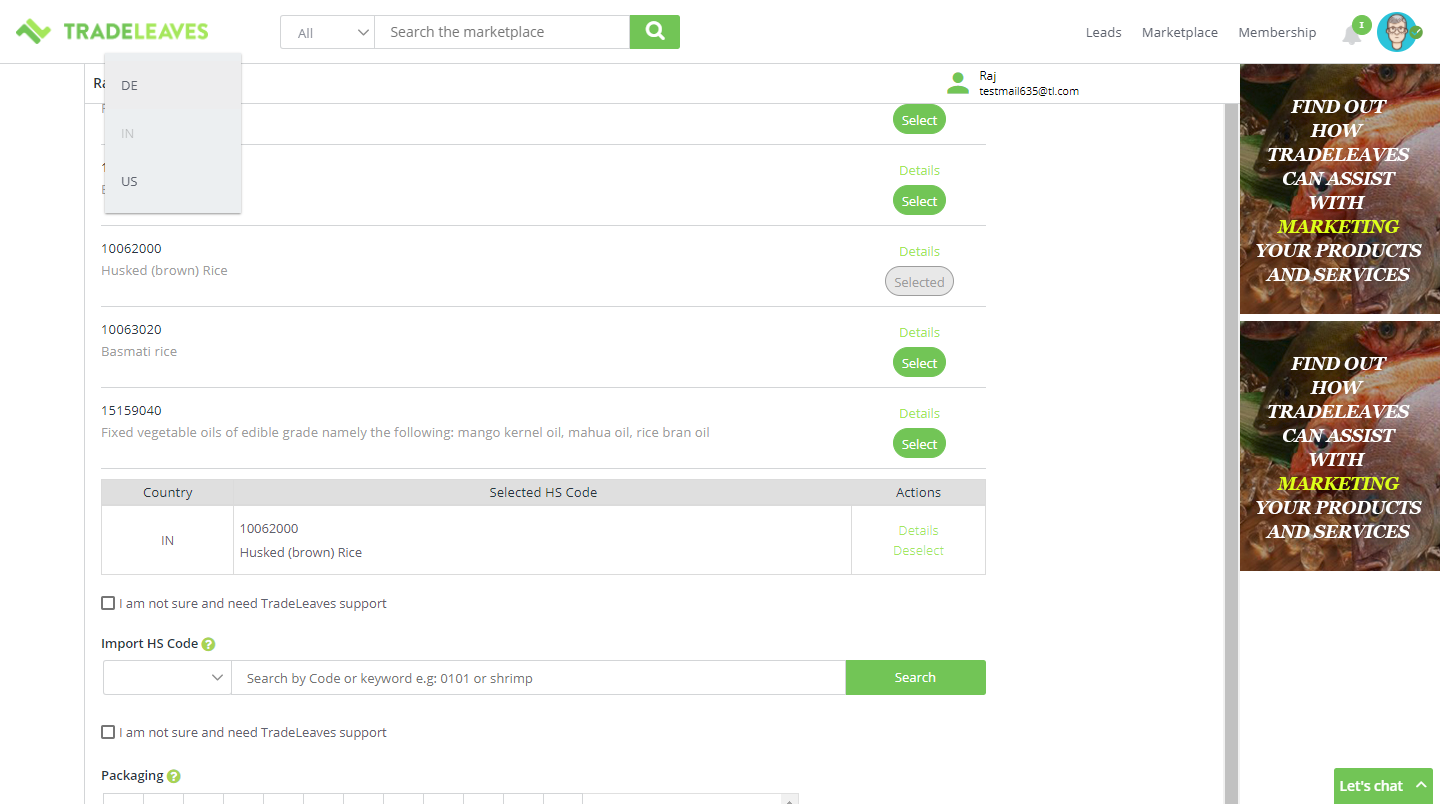 TRADELEAVES
All
Search the marketplace
Leads
Marketplace
Membership
I
Raj
testmail635@tl.com
DE
IN
US
Select
Details
Select
10062000
Details
Husked (brown) Rice
Selected
10063020
Details
Basmati rice
Select
15159040
Details
Fixed vegetable oils of edible grade namely the following: mango kernel oil, mahua oil, rice bran oil
Select
Country
Selected HS Code
Actions
IN
10062000
Husked (brown) Rice
Details
Deselect
I am not sure and need TradeLeaves support
Import HS Code ?
Search by Code or keyword e.g: 0101 or shrimp
Search
I am not sure and need TradeLeaves support
Packaging ?
FIND OUT
HOW
TRADELEAVES
CAN ASSIST
WITH
MARKETING
YOUR PRODUCTS
AND SERVICES
FIND OUT
HOW
TRADELEAVES
CAN ASSIST
WITH
MARKETING
YOUR PRODUCTS
AND SERVICES
Let's chat